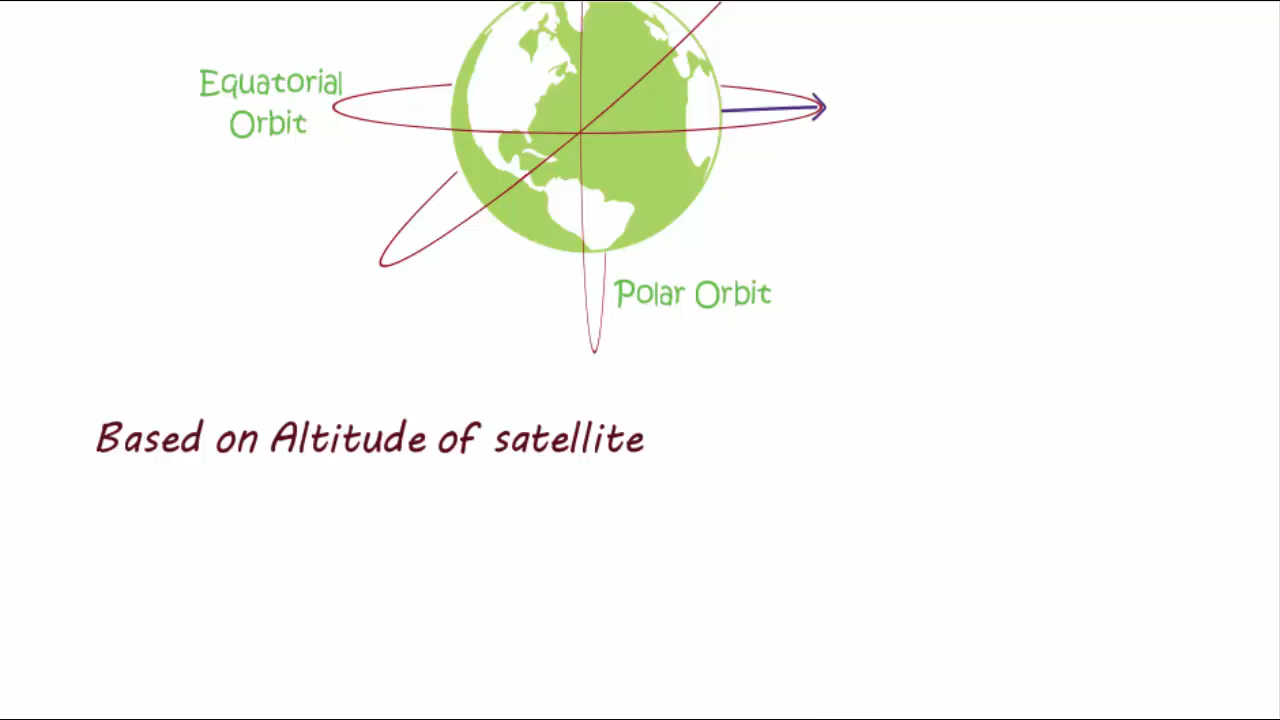 Equatorial
Orbit
Polar Orbit
Based on Altitude of satellite